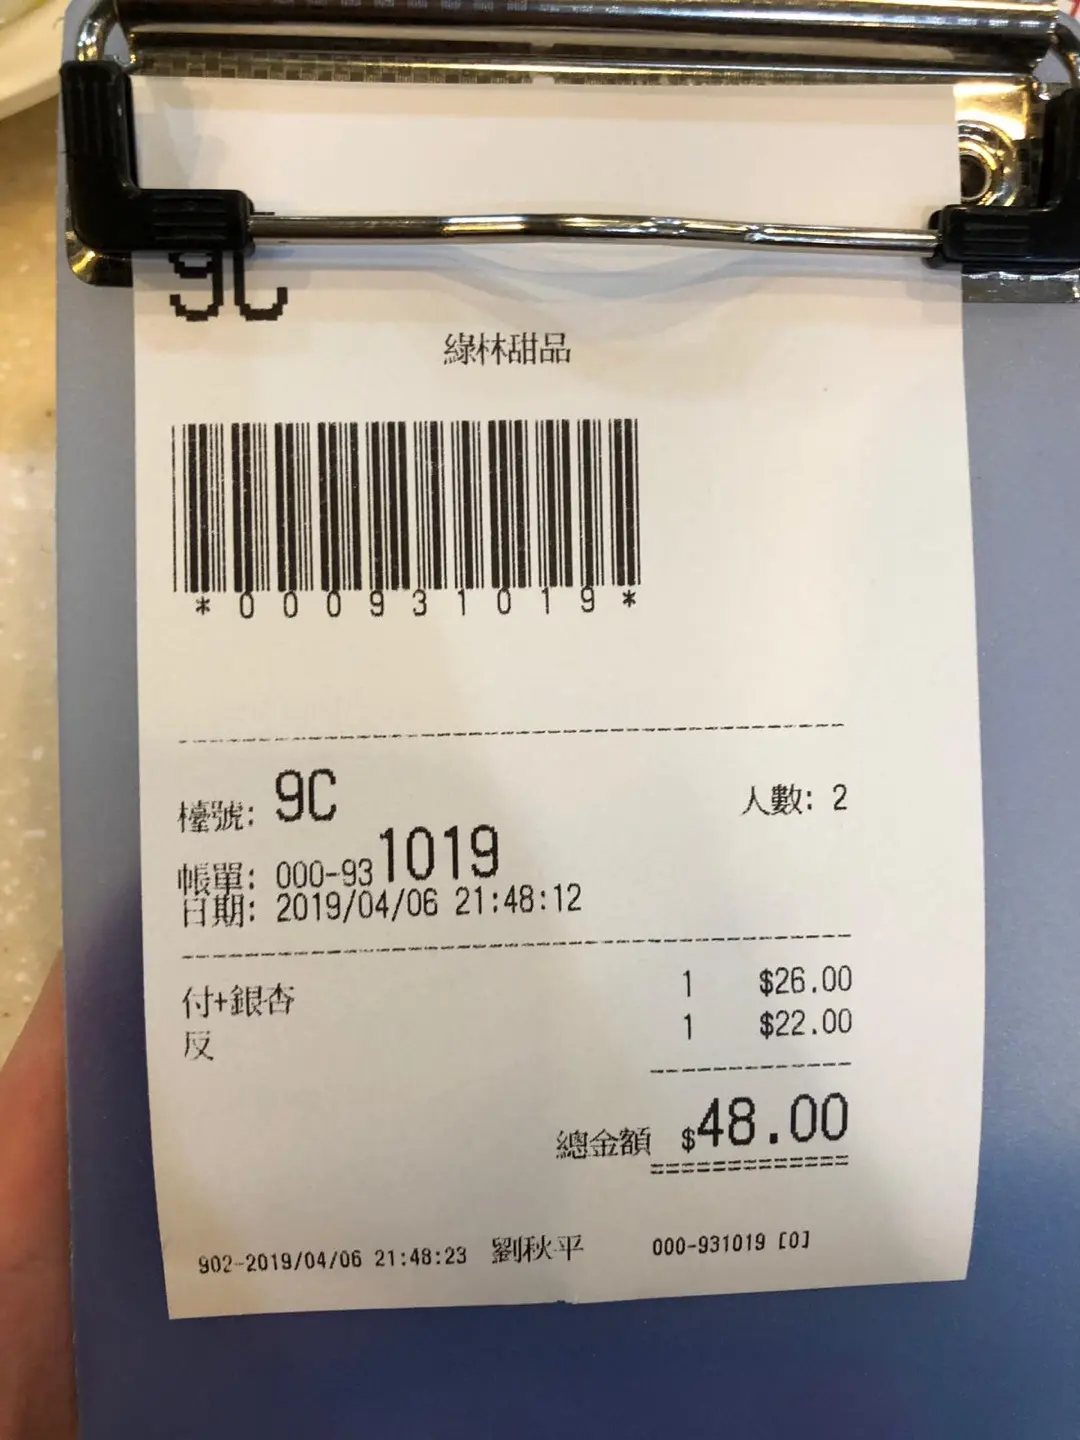 9C
綠林甜品
*000931019*
檯號: 9C 人數: 2
帳單: 000-931019
日期: 2019/04/06 21:48:12
付+銀杏 1 $26.00
反 1 $22.00
總金額 $48.00
902-2019/04/06 21:48:23 劉秋平 000-931019 [0]